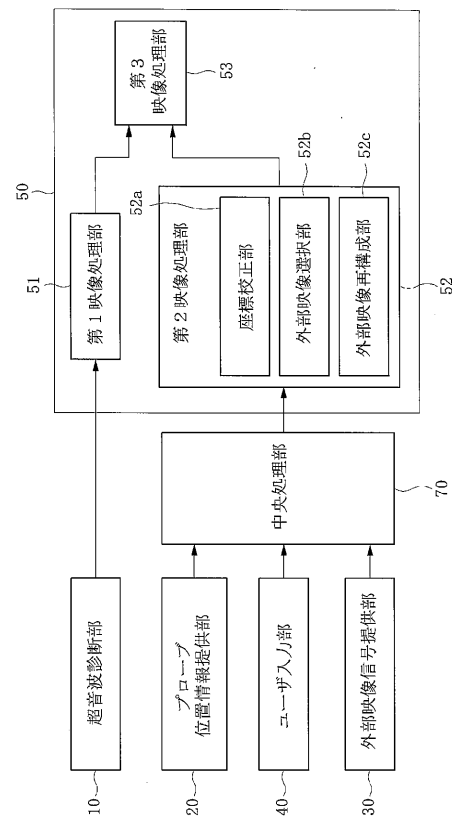 50
51
第1映像処理部
第3
映像処理部
53
第2映像処理部
52a
座標校正部
52b
外部映像選択部
52c
外部映像再構成部
52
中央処理部
70
超音波診断部
10
プローブ
位置情報提供部
20
ユーザ入力部
40
外部映像信号提供部
30